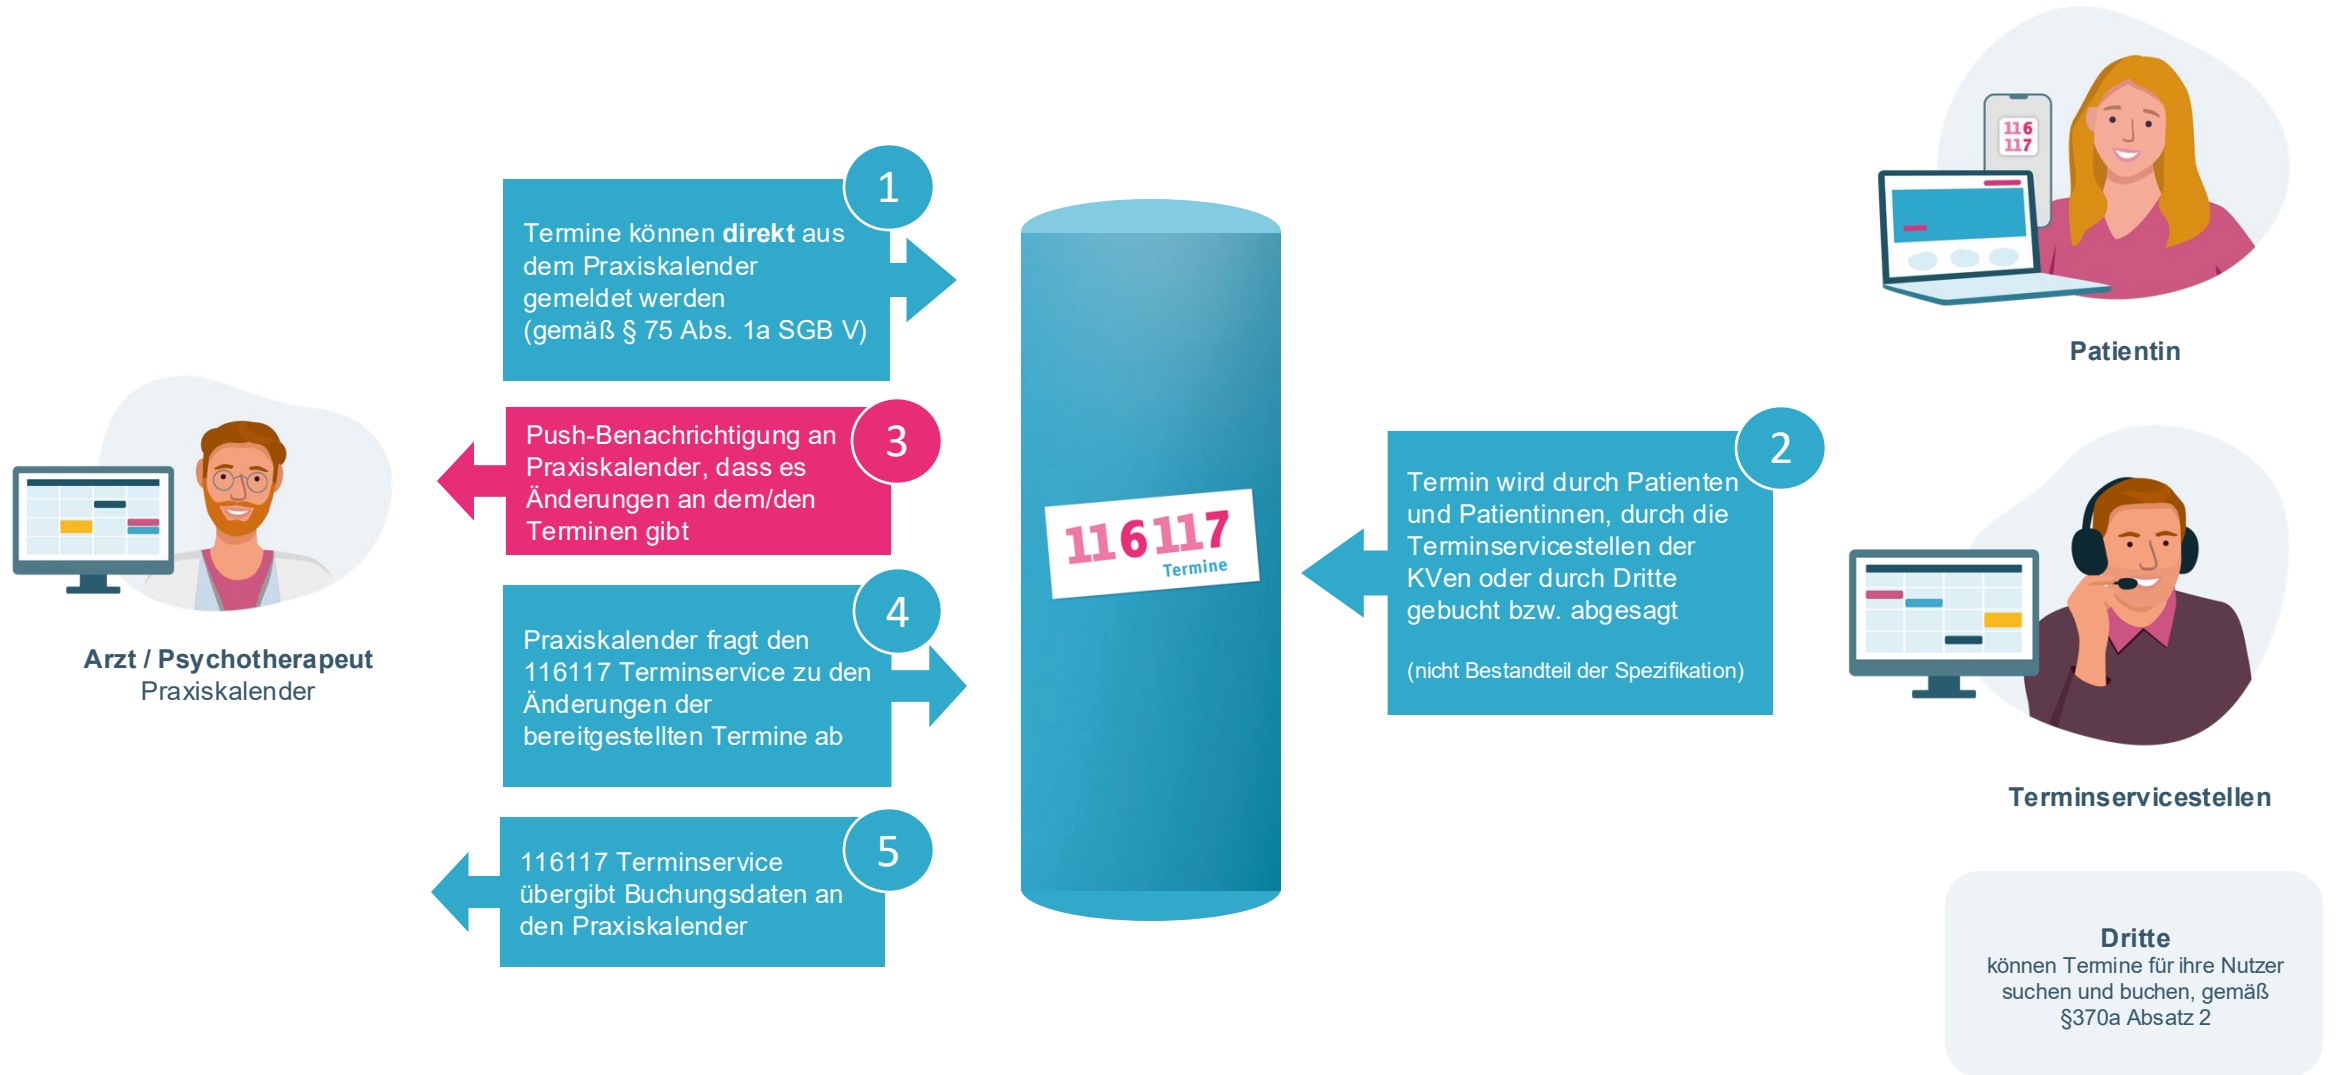 1
Termine können direkt aus
dem Praxiskalender
gemeldet werden
(gemäß § 75 Abs. 1a SGB V)
3
Push-Benachrichtigung an
Praxiskalender, dass es
Änderungen an dem/den
Terminen gibt
4
Praxiskalender fragt den
116117 Terminservice zu den
Änderungen der
bereitgestellten Termine ab
5
116117 Terminservice
übergibt Buchungsdaten an
den Praxiskalender
Arzt / Psychotherapeut
Praxiskalender
116117
Termine
2
Termin wird durch Patienten
und Patientinnen, durch die
Terminservicestellen der
KVen oder durch Dritte
gebucht bzw. abgesagt
(nicht Bestandteil der Spezifikation)
116
117
Patientin
Terminservicestellen
Dritte
können Termine für ihre Nutzer
suchen und buchen, gemäß
§370a Absatz 2